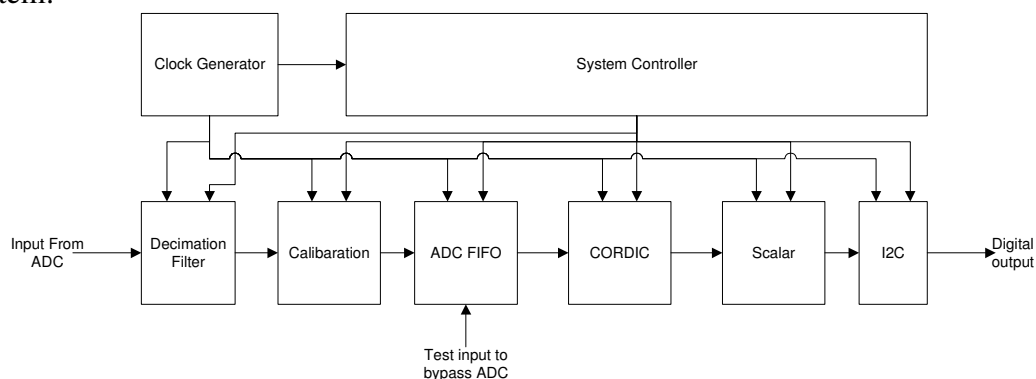 tem.
Clock Generator
System Controller
Input From
ADC
Decimation
Filter
Calibaration
ADC FIFO
CORDIC
Scalar
I2C
Digital
output
Test input to
bypass ADC